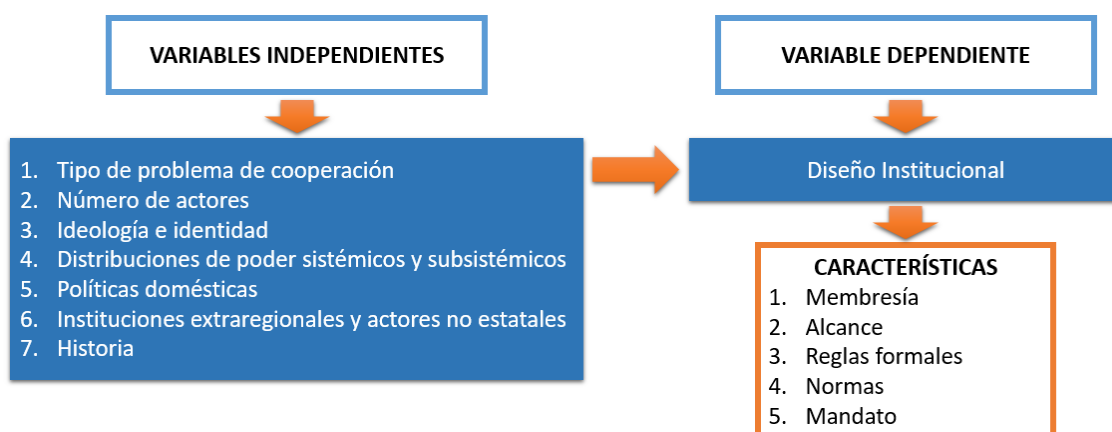 VARIABLES INDEPENDIENTES
1. Tipo de problema de cooperación
2. Número de actores
3. Ideología e identidad
4. Distribuciones de poder sistémicos y subsistémicos
5. Políticas domésticas
6. Instituciones extraregionales y actores no estatales
7. Historia
VARIABLE DEPENDIENTE
Diseño Institucional
CARACTERÍSTICAS
1. Membresía
2. Alcance
3. Reglas formales
4. Normas
5. Mandato